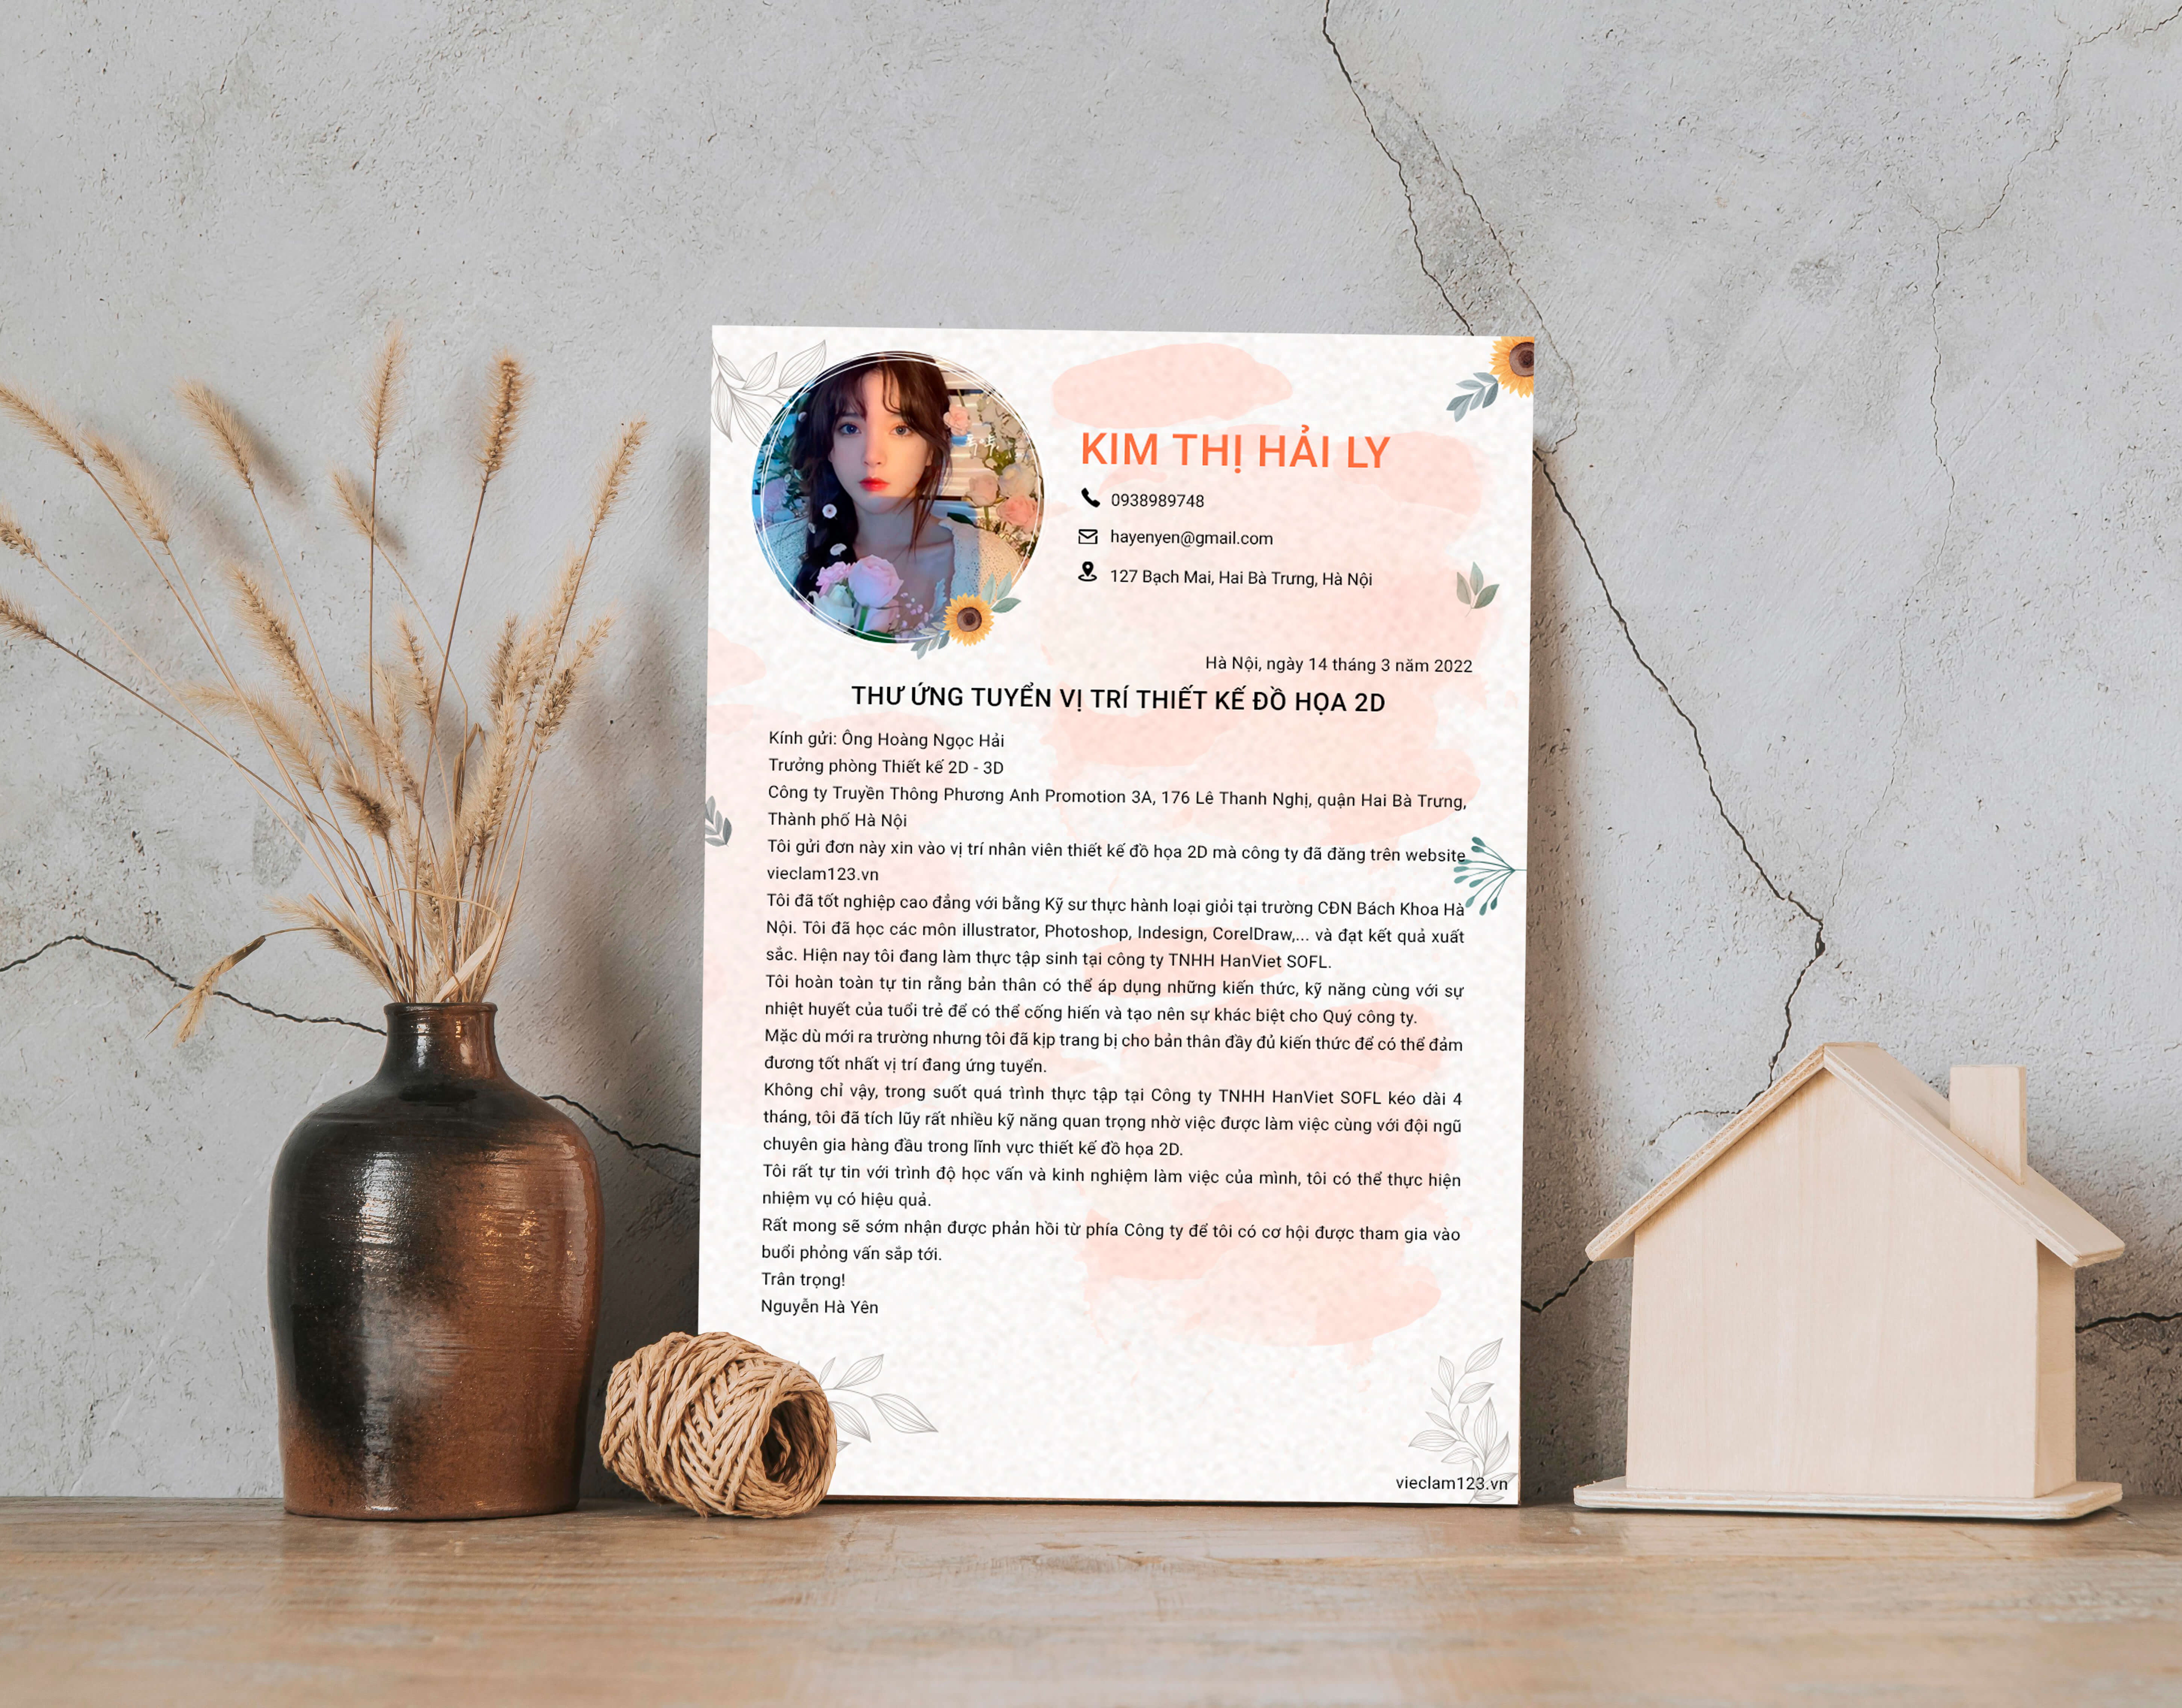 KIM THỊ HẢI LY
0938989748
hayenyen@gmail.com
127 Bạch Mai, Hai Bà Trưng, Hà Nội
Hà Nội, ngày 14 tháng 3 năm 2022
THƯ ỨNG TUYỂN VỊ TRÍ THIẾT KẾ ĐỒ HỌA 2D
Kính gửi: Ông Hoàng Ngọc Hải
Trưởng phòng Thiết kế 2D - 3D
Công ty Truyền Thông Phương Anh Promotion 3A, 176 Lê Thanh Nghị, quận Hai Bà Trưng,
Thành phố Hà Nội
Tôi gửi đơn này xin vào vị trí nhân viên thiết kế đồ họa 2D mà công ty đã đăng trên website
vieclam123.vn
Tôi đã tốt nghiệp cao đẳng với bằng Kỹ sư thực hành loại giỏi tại trường CĐN Bách Khoa Hà
Nội. Tôi đã học các môn illustrator, Photoshop, Indesign, CorelDraw,... và đạt kết quả xuất
sắc. Hiện nay tôi đang làm thực tập sinh tại công ty TNHH HanViet SOFL.
Tôi hoàn toàn tự tin rằng bản thân có thể áp dụng những kiến thức, kỹ năng cùng với sự
nhiệt huyết của tuổi trẻ để có thể cống hiến và tạo nên sự khác biệt cho Quý công ty.
Mặc dù mới ra trường nhưng tôi đã kịp trang bị cho bản thân đầy đủ kiến thức để có thể đảm
đương tốt nhất vị trí đang ứng tuyển.
Không chỉ vậy, trong suốt quá trình thực tập tại Công ty TNHH HanViet SOFL kéo dài 4
tháng, tôi đã tích lũy rất nhiều kỹ năng quan trọng nhờ việc được làm việc cùng với đội ngũ
chuyên gia hàng đầu trong lĩnh vực thiết kế đồ họa 2D.
Tôi rất tự tin với trình độ học vấn và kinh nghiệm làm việc của mình, tôi có thể thực hiện
nhiệm vụ có hiệu quả.
Rất mong sẽ sớm nhận được phản hồi từ phía Công ty để tôi có cơ hội được tham gia vào
buổi phỏng vấn sắp tới.
Trân trọng!
Nguyễn Hà Yên
vieclam123.vn